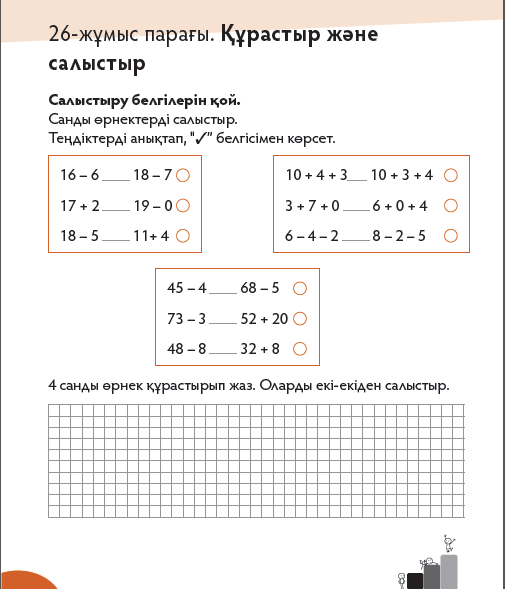 26-жұмыс парағы. Құрастыр және
салыстыр
Салыстыру белгілерін қой.
Санды өрнектерді салыстыр.
Теңдіктерді анықтап, "✓" белгісімен көрсет.
16 – 6 ____ 18 – 7
17 + 2 ____ 19 – 0
18 – 5 ____ 11+ 4
10 + 4 + 3___ 10 + 3 + 4
3 + 7 + 0 ____ 6 + 0 + 4
6 – 4 – 2 ____ 8 – 2 – 5
45 – 4 ____ 68 – 5
73 – 3 ____ 52 + 20
48 – 8 ____ 32 + 8
4 санды өрнек құрастырып жаз. Оларды екі-екіден салыстыр.